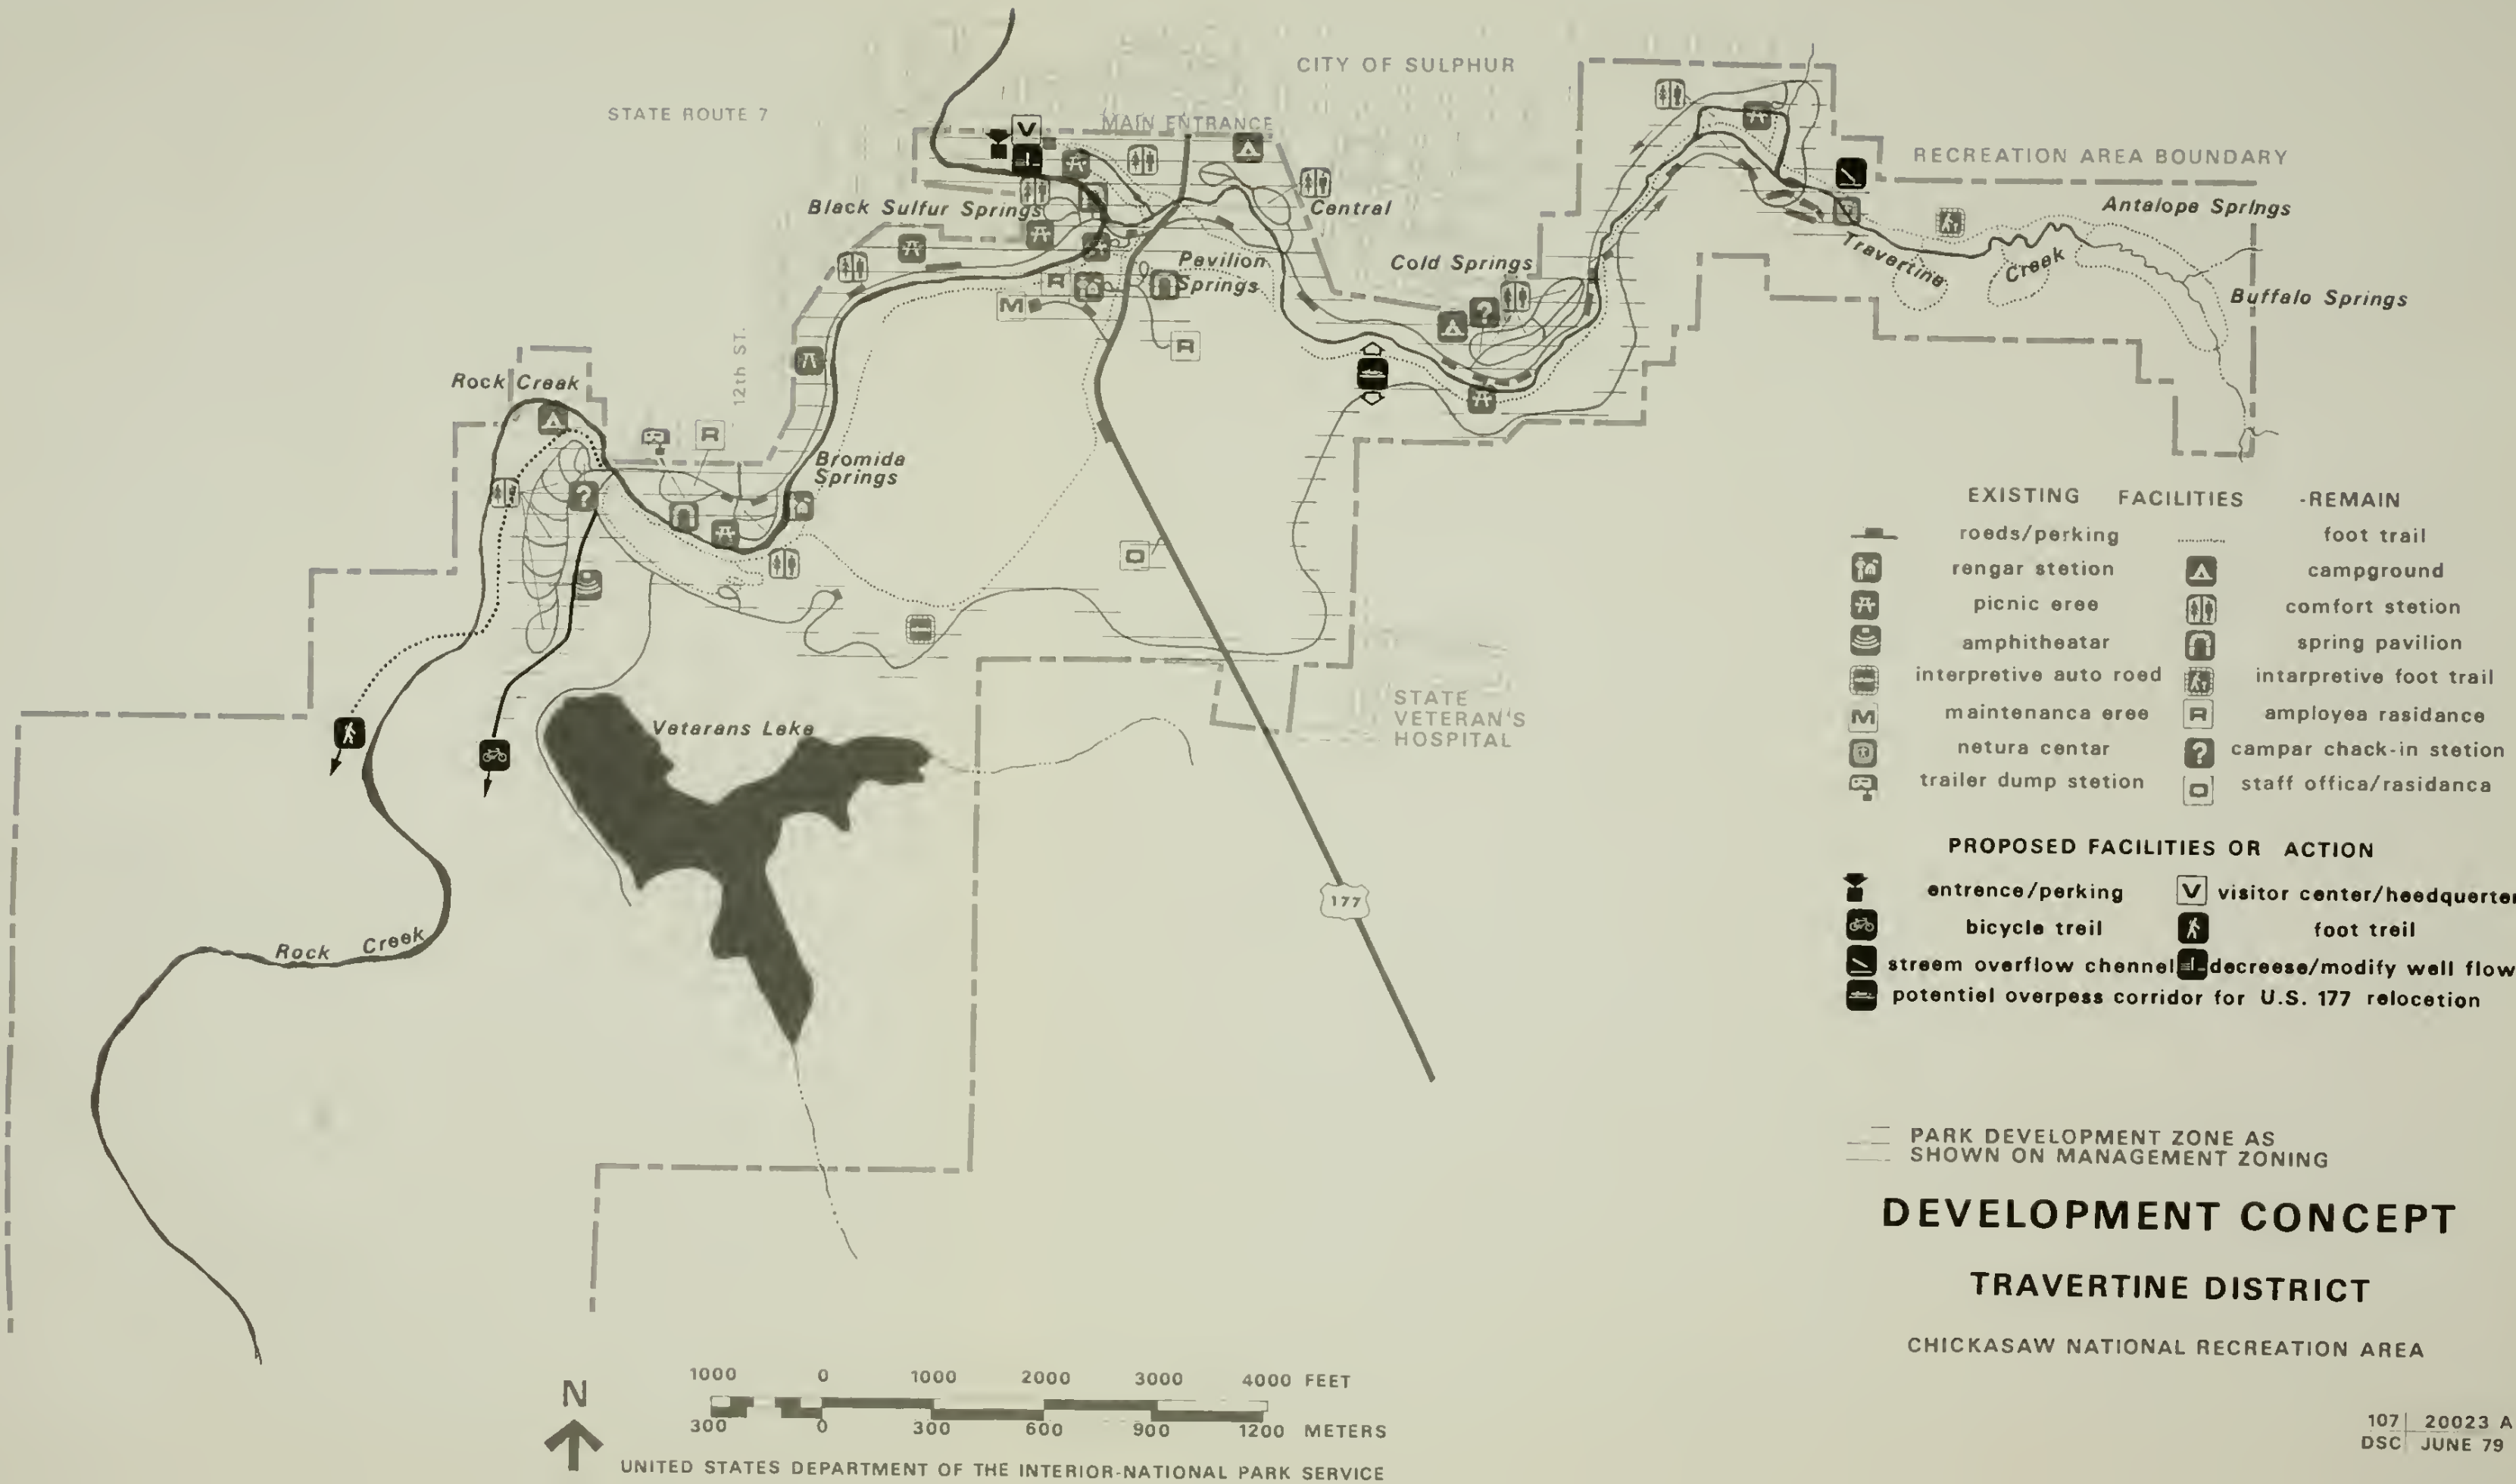 CITY OF SULPHUR
STATE ROUTE 7
MAIN ENTRANCE
V
RECREATION AREA BOUNDARY
Black Sulfur Springs
Central
Antalope Springs
Travertine
Creek
Pavilion
Springs
Cold Springs
Buffalo Springs
R
M
?
R
12th ST.
Rock Creak
R
Bromida
Springs
?
STATE
VETERAN'S
HOSPITAL
Vatarans Lake
177
Rock Creek
EXISTING FACILITIES -REMAIN
roeds/perking
foot trail
rengar stetion
campground
picnic eree
comfort stetion
amphitheatar
spring pavilion
interpretive auto roed
intarpretive foot trail
M maintenanca eree
R amployea rasidance
netura centar
? campar chack-in stetion
trailer dump stetion
staff offica/rasidanca
PROPOSED FACILITIES OR ACTION
entrence/perking
V visitor center/heedquarter
bicycle treil
foot treil
streem overflow chennel
decreese/modify well flow
potentiel overpess corridor for U.S. 177 relocetion
PARK DEVELOPMENT ZONE AS
SHOWN ON MANAGEMENT ZONING
DEVELOPMENT CONCEPT
TRAVERTINE DISTRICT
CHICKASAW NATIONAL RECREATION AREA
N
1000 0 1000 2000 3000 4000 FEET
300 0 300 600 900 1200 METERS
UNITED STATES DEPARTMENT OF THE INTERIOR-NATIONAL PARK SERVICE
107 20023 A
DSC JUNE 79